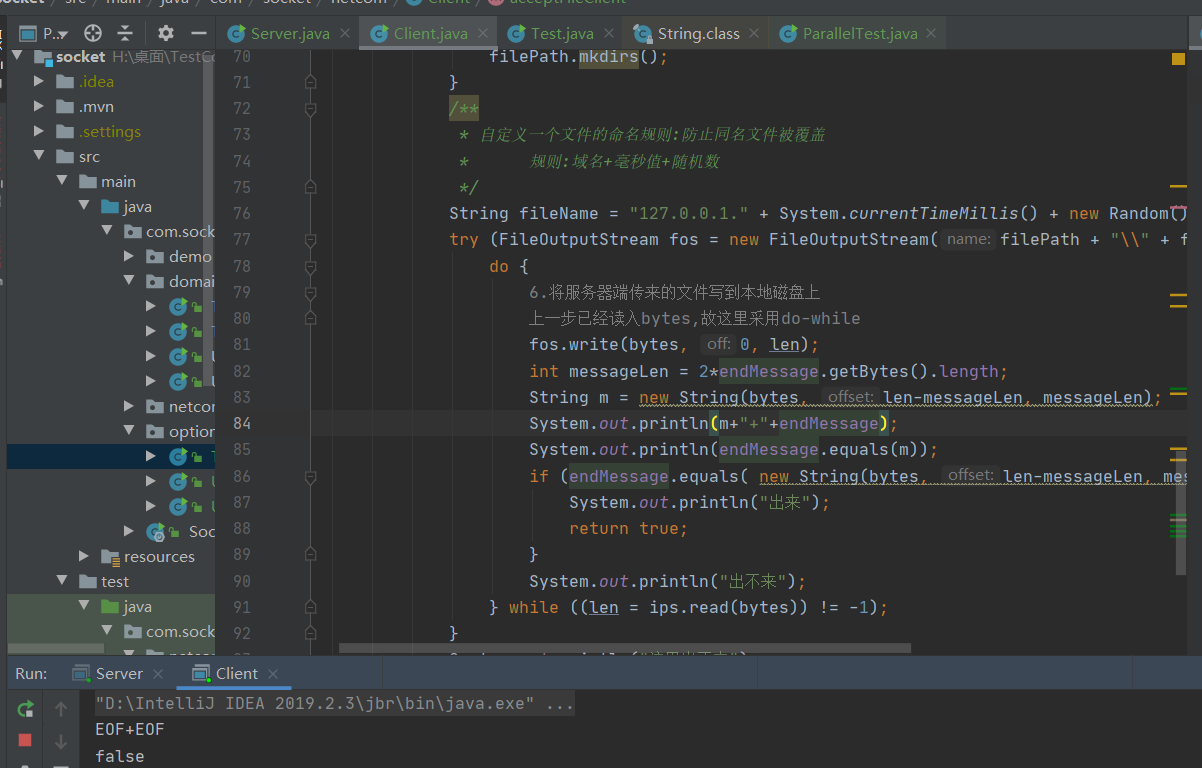 socket / src / main / java / com / socket / netcom / Client / acceptFileClient
P..
Server.java
Client.java
Test.java
String.class
ParallelTest.java
socket H:\桌面\TestCo
.idea
.mvn
.settings
src
main
java
com.sock
demo
domai
netcor
option
Soc
resources
test
java
com.sock
70 filePath.mkdirs();
71 }
72 /**
73 * 自定义一个文件的命名规则:防止同名文件被覆盖
74 * 规则:域名+毫秒值+随机数
75 */
76 String fileName = "127.0.0.1." + System.currentTimeMillis() + new Random()
77 try (FileOutputStream fos = new FileOutputStream( name: filePath + "\\" + f
78 do {
79 6.将服务器端传来的文件写到本地磁盘上
80 上一步已经读入bytes,故这里采用do-while
81 fos.write(bytes, off: 0, len);
82 int messageLen = 2*endMessage.getBytes().length;
83 String m = new String(bytes, offset: len-messageLen, messageLen);
84 System.out.println(m+"+"+endMessage);
85 System.out.println(endMessage.equals(m));
86 if (endMessage.equals( new String(bytes, offset: len-messageLen, mes
87 System.out.println("出来");
88 return true;
89 }
90 System.out.println("出不来");
91 } while ((len = ips.read(bytes)) != -1);
92 }
Run: Server Client
"D:\IntelliJ IDEA 2019.2.3\jbr\bin\java.exe" ...
EOF+EOF
false